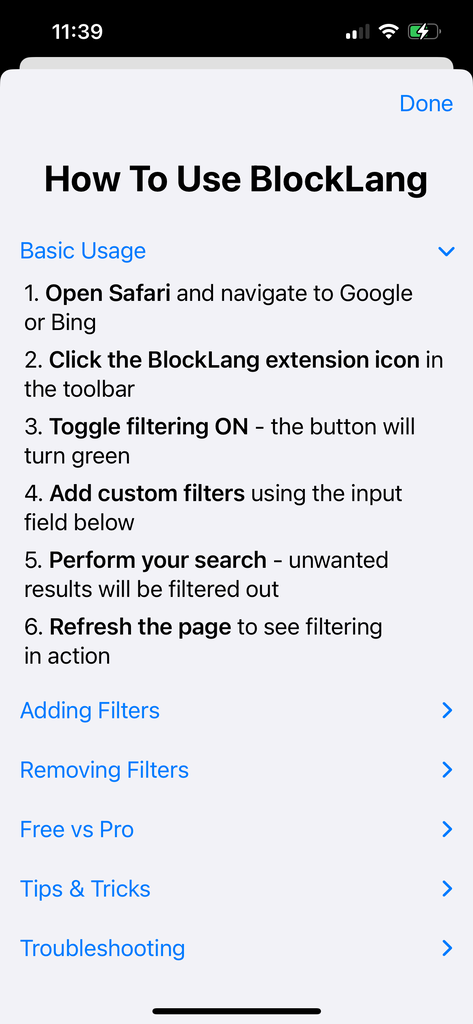 11:39
Done
How To Use BlockLang
Basic Usage
1. Open Safari and navigate to Google
or Bing
2. Click the BlockLang extension icon in
the toolbar
3. Toggle filtering ON - the button will
turn green
4. Add custom filters using the input
field below
5. Perform your search - unwanted
results will be filtered out
6. Refresh the page to see filtering
in action
Adding Filters
Removing Filters
Free vs Pro
Tips & Tricks
Troubleshooting